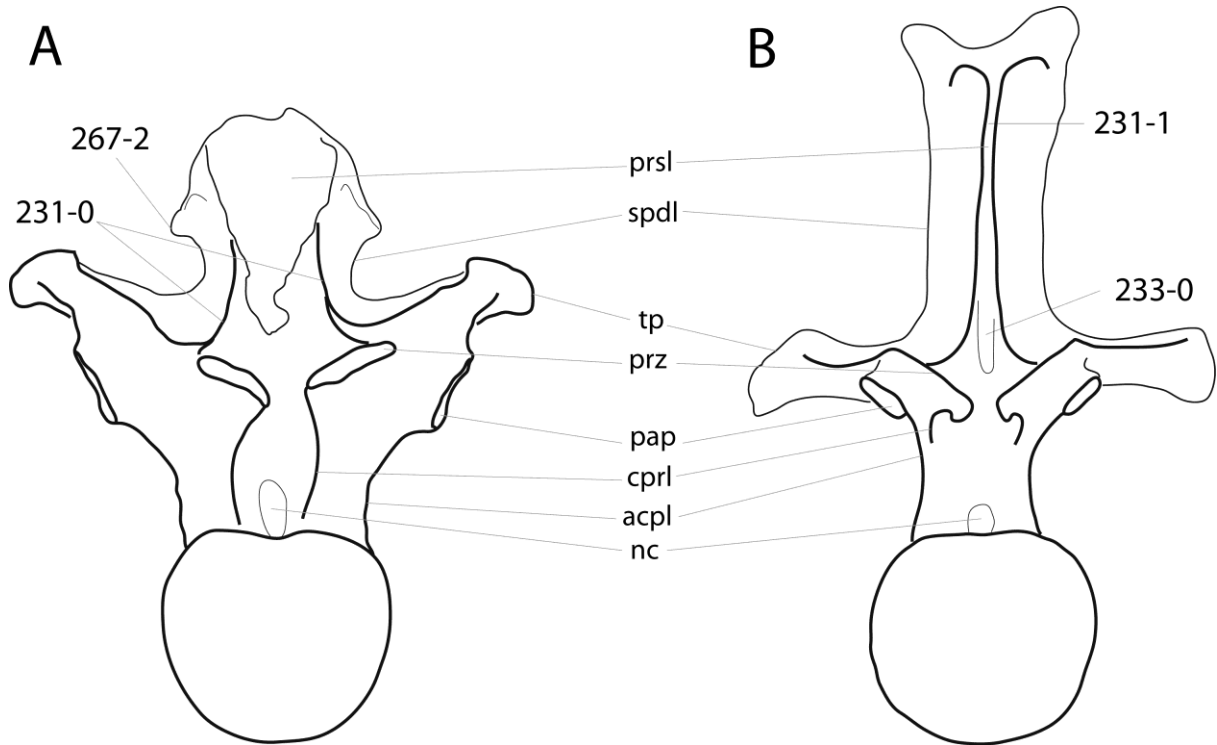 A
B
267-2
231-0
prsl
spdl
tp
prz
pap
cprl
acpl
nc
231-1
233-0